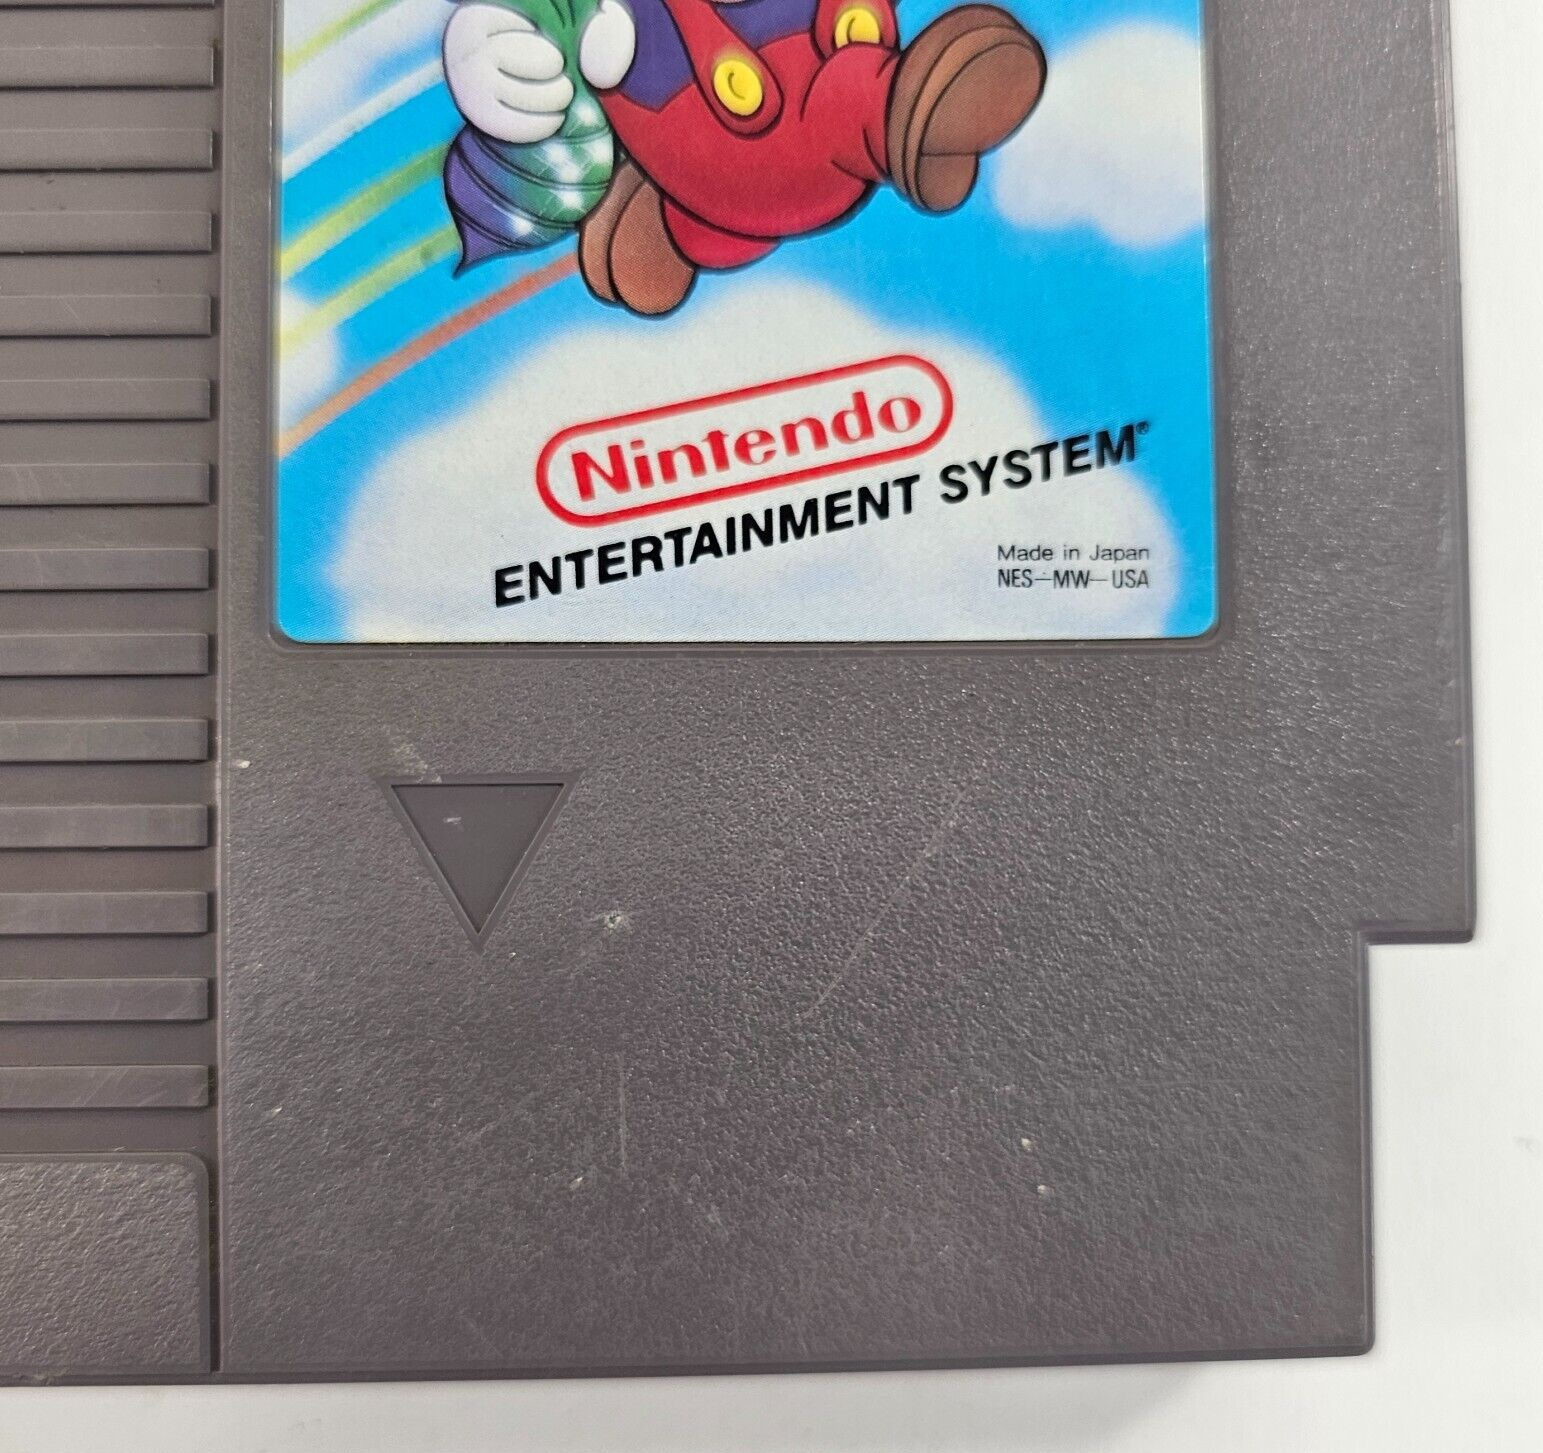 Nintendo
ENTERTAINMENT SYSTEM®
Made in Japan
NES-MW-USA